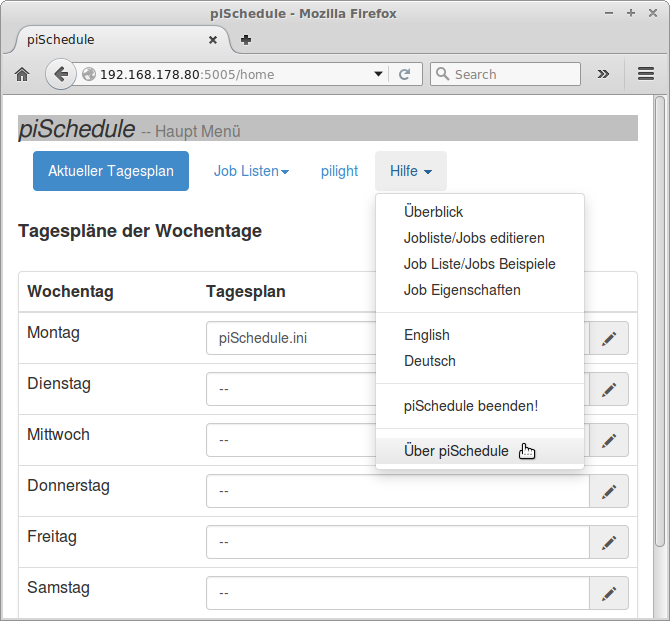 piSchedule - Mozilla Firefox
piSchedule
192.168.178.80:5005/home
Search
piSchedule -- Haupt Menü
Aktueller Tagesplan
Job Listen
pilight
Hilfe
Überblick
Jobliste/Jobs editieren
Job Liste/Jobs Beispiele
Job Eigenschaften
English
Deutsch
piSchedule beenden!
Über piSchedule
Tagespläne der Wochentage
Wochentag Tagesplan
Montag piSchedule.ini
Dienstag --
Mittwoch --
Donnerstag --
Freitag --
Samstag --